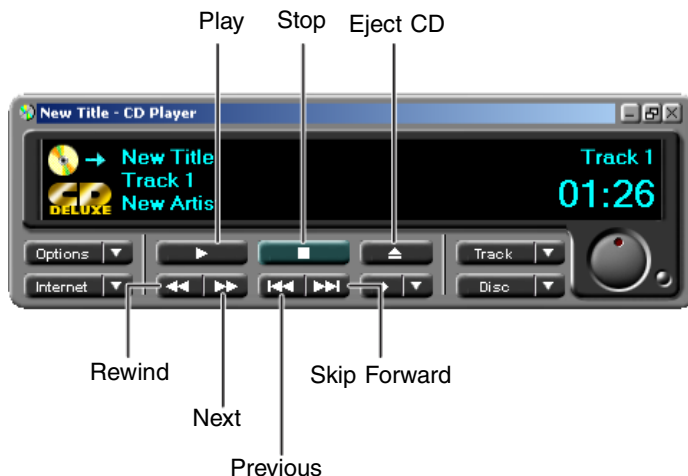 Play
Stop
Eject CD
New Title - CD Player
New Title
Track 1
New Artis
CD
DELUXE
Track 1
01:26
Options
Track
Internet
Disc
Rewind
Skip Forward
Next
Previous